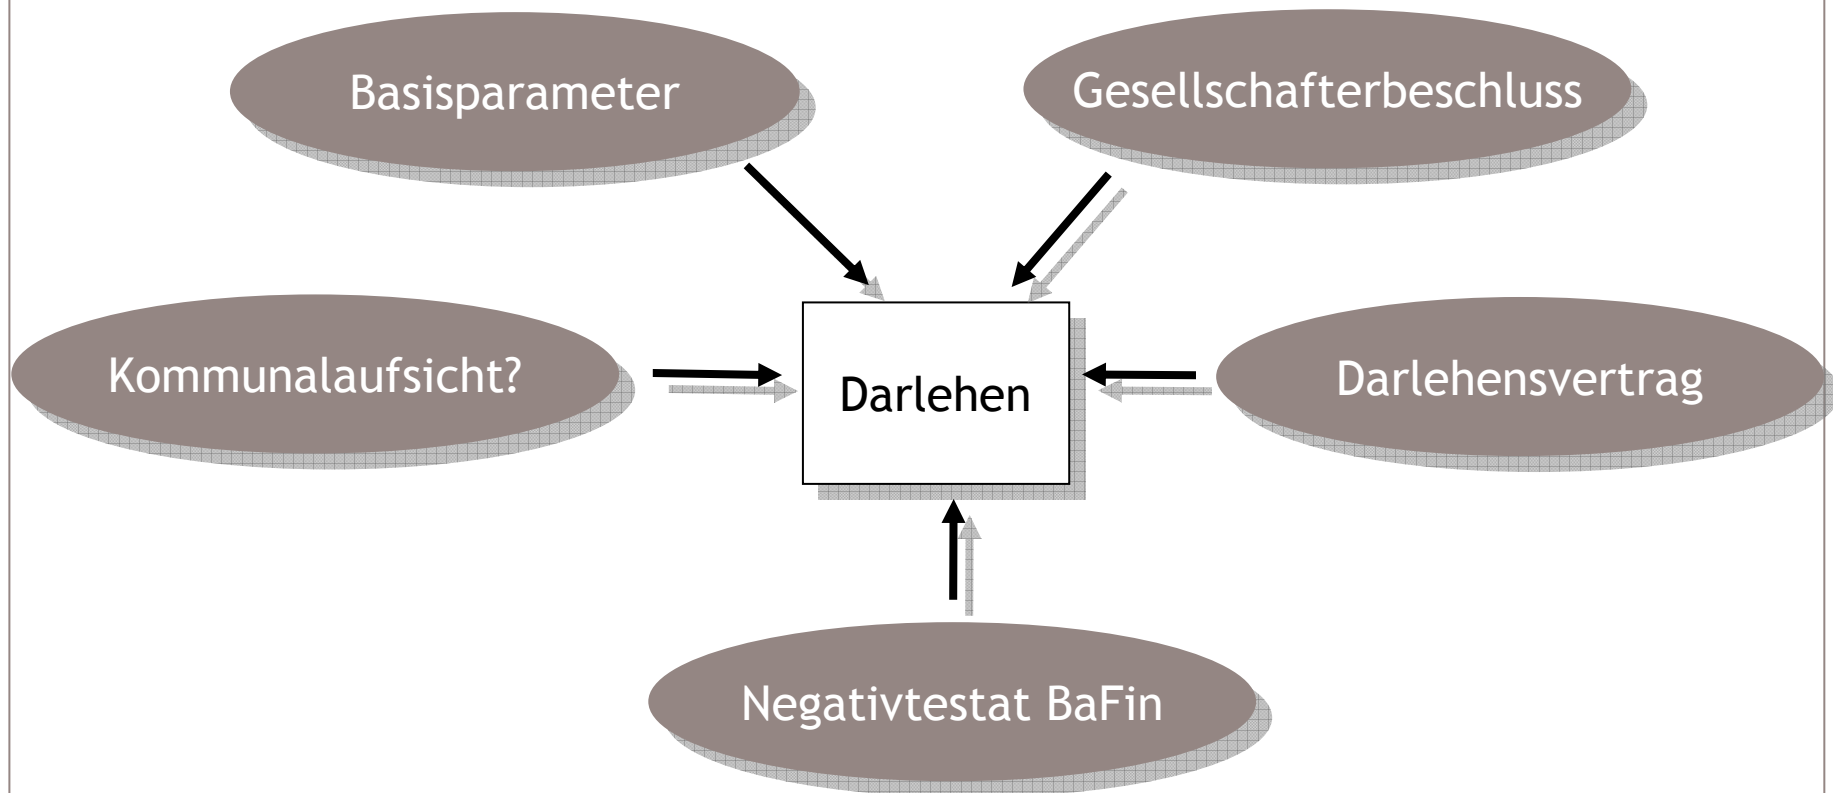 Basisparameter
Gesellschafterbeschluss
Kommunalaufsicht?
Darlehen
Darlehensvertrag
Negativtestat BaFin